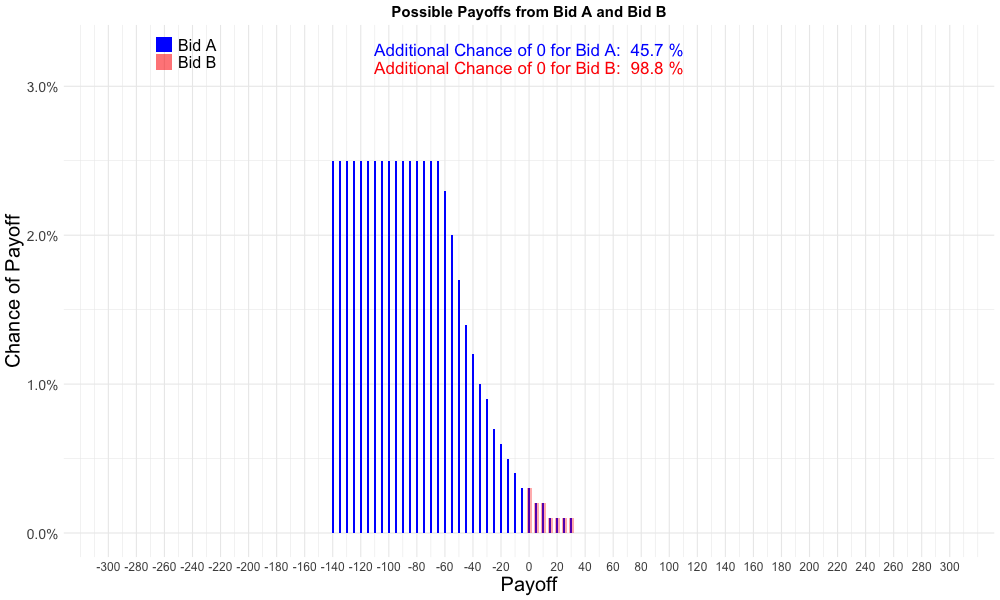 Possible Payoffs from Bid A and Bid B
Bid A
Bid B
Additional Chance of 0 for Bid A: 45.7 %
Additional Chance of 0 for Bid B: 98.8 %
3.0%
2.0%
1.0%
0.0%
Chance of Payoff
-300 -280 -260 -240 -220 -200 -180 -160 -140 -120 -100 -80 -60 -40 -20 0 20 40 60 80 100 120 140 160 180 200 220 240 260 280 300
Payoff